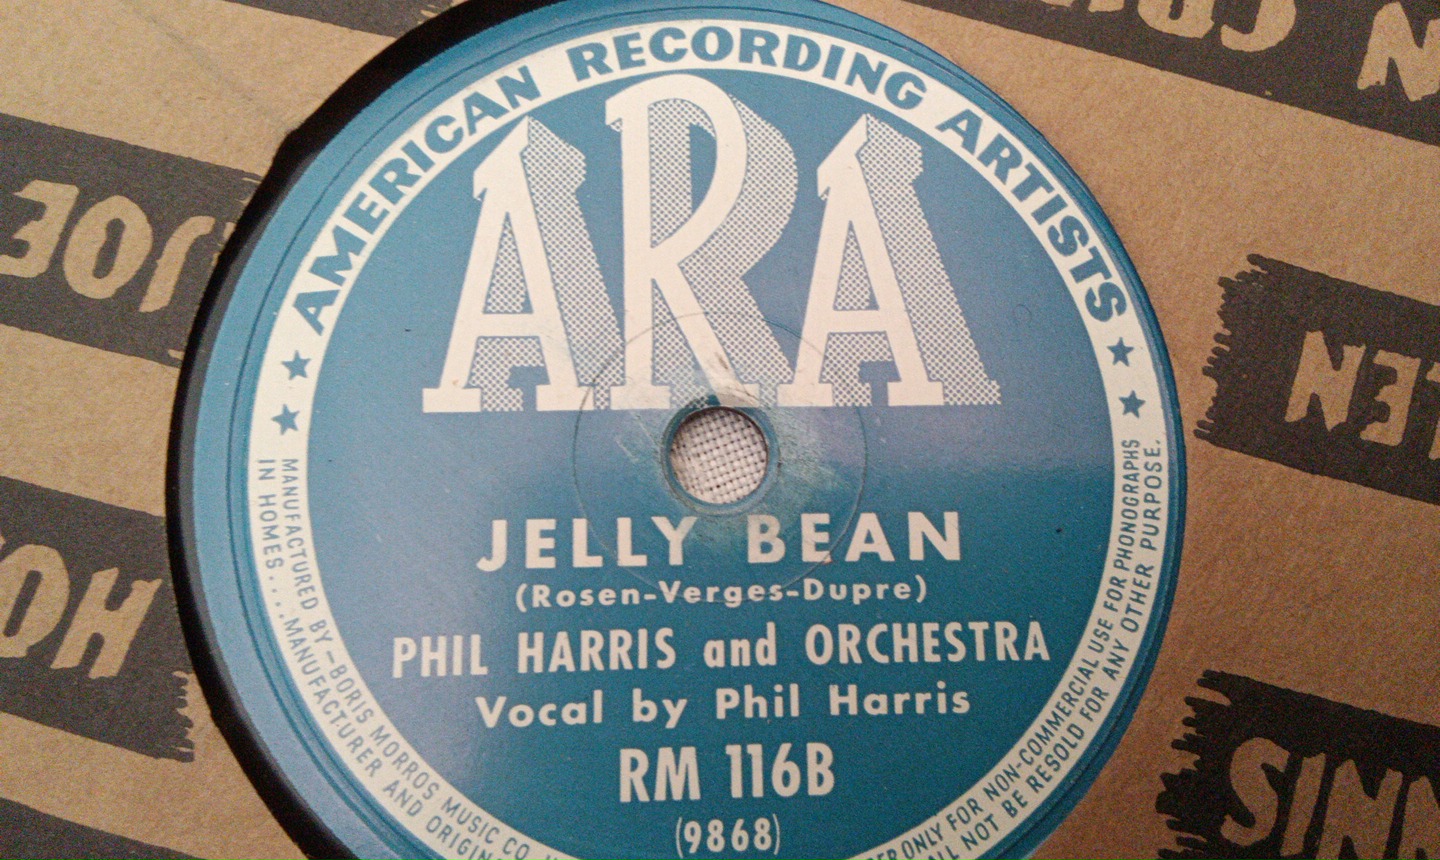 AMERICAN RECORDING ARTISTS
ARA
JELLY BEAN
(Rosen-Verges-Dupre)
PHIL HARRIS and ORCHESTRA
Vocal by Phil Harris
RM 116B
(9868)
MANUFACTURED BY—BORIS MORROS MUSIC CO.
IN HOMES....MANUFACTURER AND
ONLY FOR NON-COMMERCIAL USE FOR PHONOGRAPHS
NOT BE RESOLD FOR ANY OTHER PURPOSE.
JOE